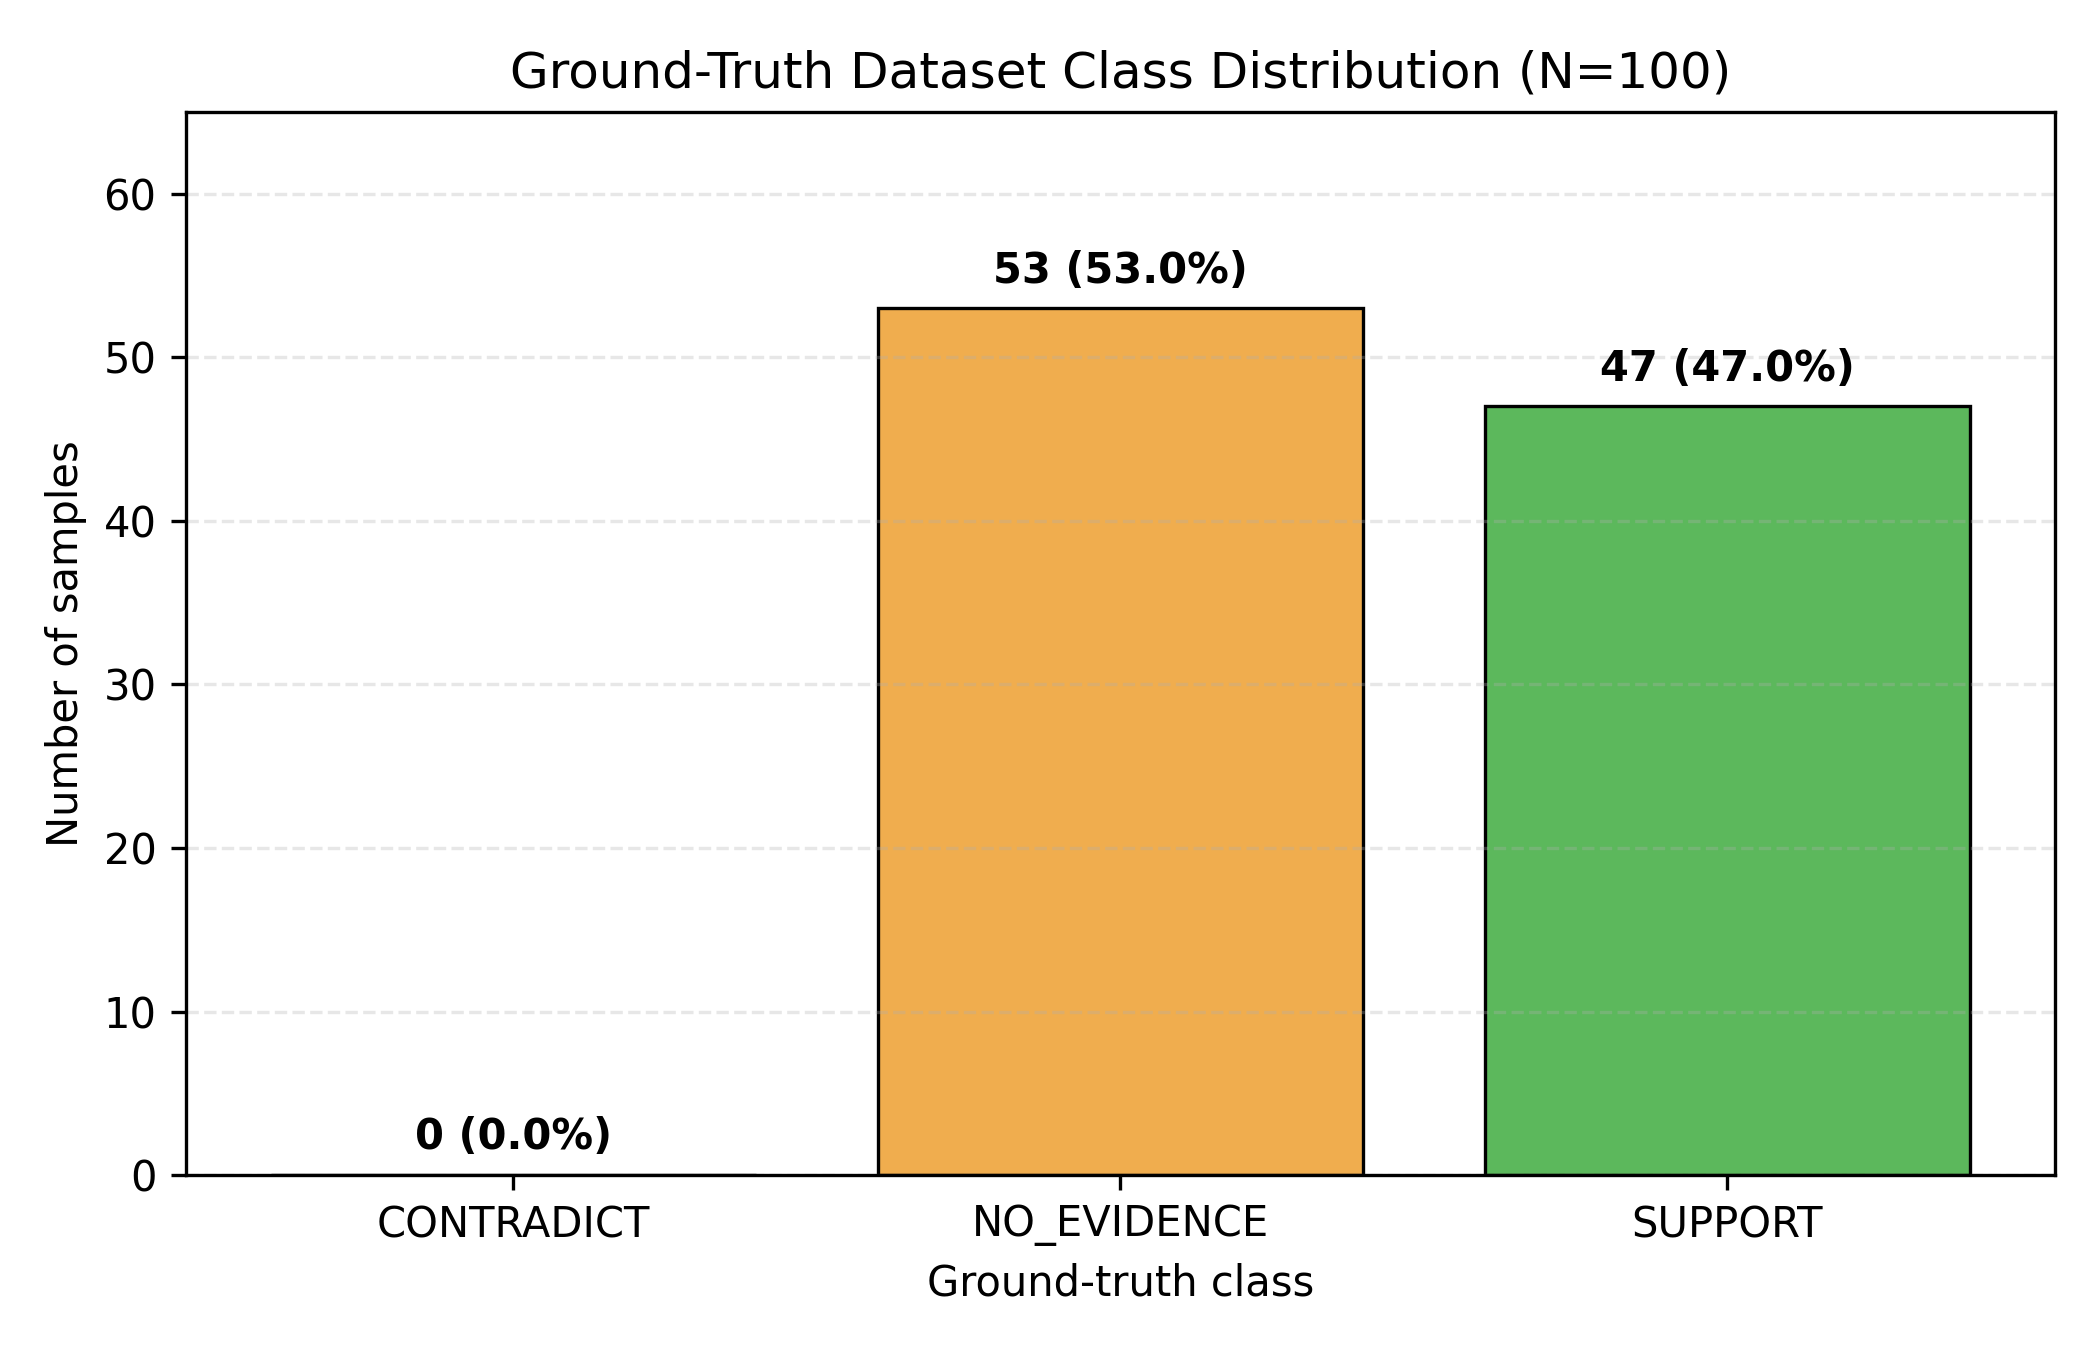 Ground-Truth Dataset Class Distribution (N=100)
60
53 (53.0%)
50
47 (47.0%)
40
Number of samples
30
20
10
0 (0.0%)
0
CONTRADICT NO_EVIDENCE SUPPORT
Ground-truth class